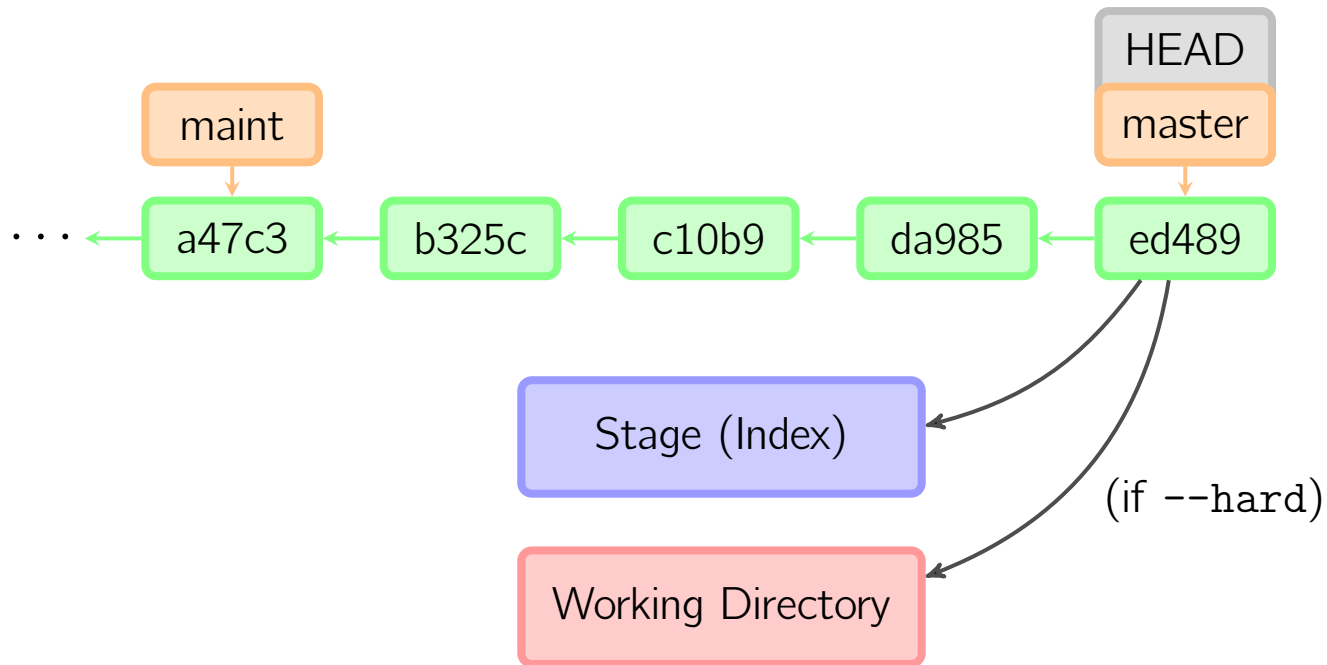 HEAD
maint
master
...
a47c3
b325c
c10b9
da985
ed489
Stage (Index)
(if --hard)
Working Directory